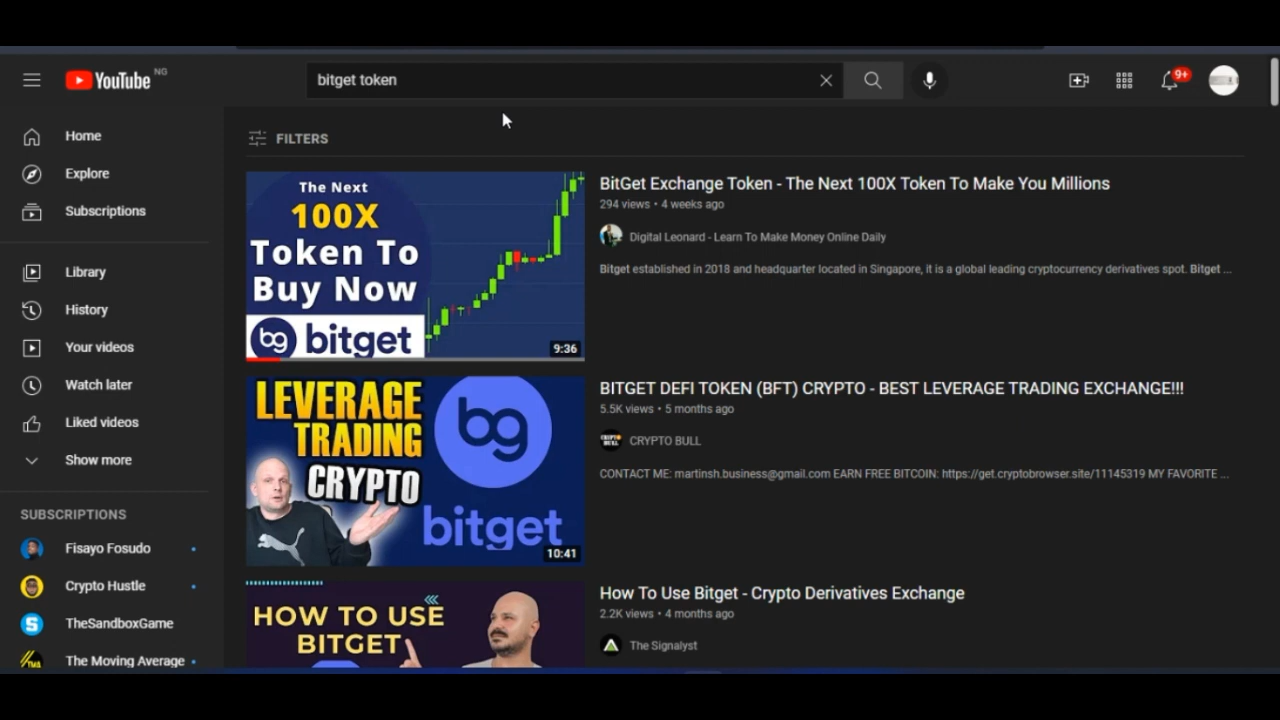 YouTube NG
bitget token
9+
Home
Explore
Subscriptions
Library
History
Your videos
Watch later
Liked videos
Show more
SUBSCRIPTIONS
Fisayo Fosudo
Crypto Hustle
S TheSandboxGame
TMA The Moving Average
FILTERS
The Next
100X
Token To
Buy Now
bg bitget
9:36
BitGet Exchange Token - The Next 100X Token To Make You Millions
294 views • 4 weeks ago
Digital Leonard - Learn To Make Money Online Daily
Bitget established in 2018 and headquarter located in Singapore, it is a global leading cryptocurrency derivatives spot. Bitget ...
LEVERAGE
TRADING
CRYPTO
bg
bitget
10:41
BITGET DEFI TOKEN (BFT) CRYPTO - BEST LEVERAGE TRADING EXCHANGE!!!
5.5K views • 5 months ago
CRYPTO BULL
CRYPTO BULL
CONTACT ME: martinsh.business@gmail.com EARN FREE BITCOIN: https://get.cryptobrowser.site/11145319 MY FAVORITE ...
HOW TO USE
BITGET
How To Use Bitget - Crypto Derivatives Exchange
2.2K views • 4 months ago
The Signalyst